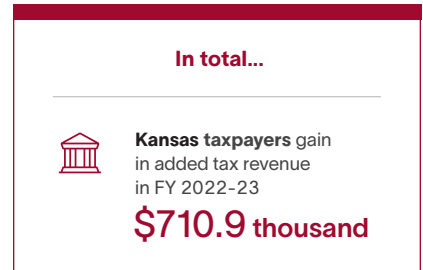 In total...
Kansas taxpayers gain
in added tax revenue
in FY 2022-23
$710.9 thousand